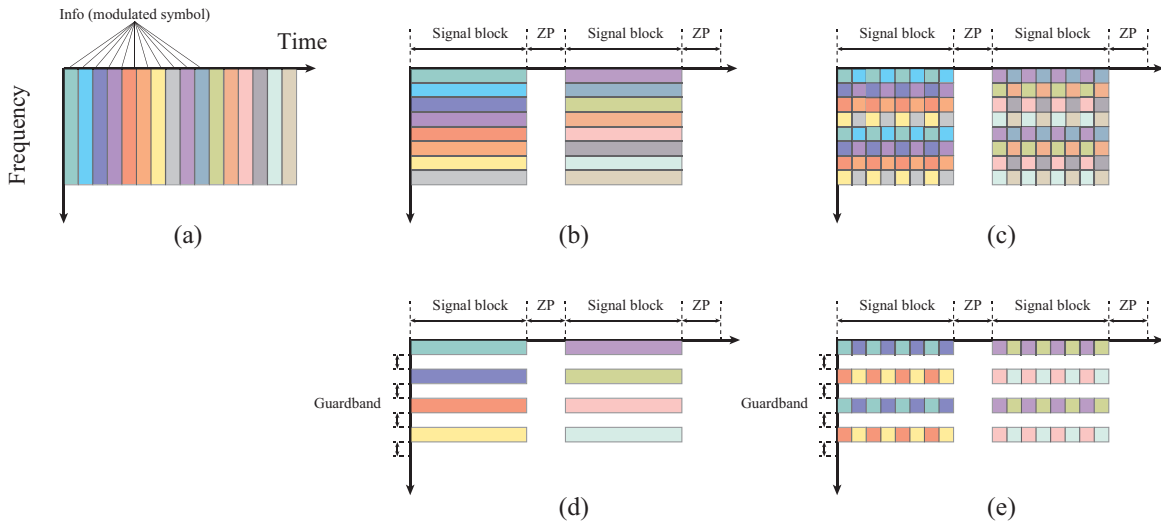 Info (modulated symbol)
Time
Frequency
(a)
Signal block ZP Signal block ZP
(b)
Signal block ZP Signal block ZP
(c)
Signal block ZP Signal block ZP
Guardband
(d)
Signal block ZP Signal block ZP
Guardband
(e)